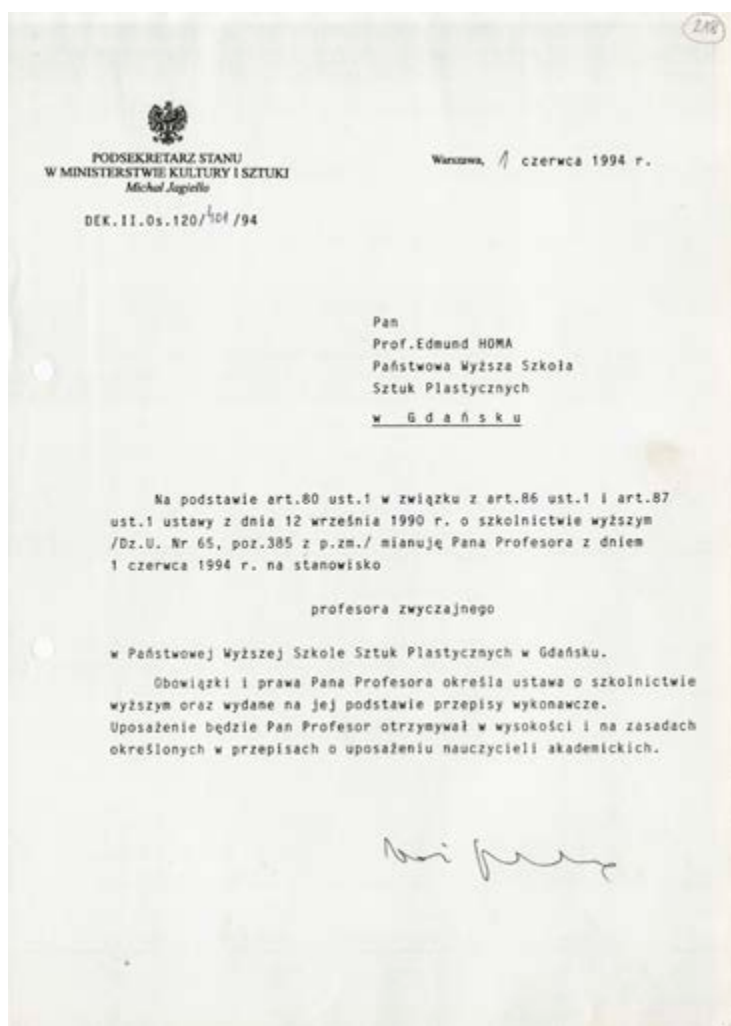 218
PODSEKRETARZ STANU
W MINISTERSTWIE KULTURY I SZTUKI
Michał Jagiełło
Warszawa, 1 czerwca 1994 r.
DEK.II.Os.120/ /94
Pan
Prof.Edmund HOMA
Państwowa Wyższa Szkoła
Sztuk Plastycznych
w Gdańsku
Na podstawie art.80 ust.1 w związku z art.86 ust.1 i art.87
ust.1 ustawy z dnia 12 września 1990 r. o szkolnictwie wyższym
/Dz.U. Nr 65, poz.385 z p.zm./ mianuję Pana Profesora z dniem
1 czerwca 1994 r. na stanowisko
profesora zwyczajnego
w Państwowej Wyższej Szkole Sztuk Plastycznych w Gdańsku.
Obowiązki i prawa Pana Profesora określa ustawa o szkolnictwie
wyższym oraz wydane na jej podstawie przepisy wykonawcze.
Uposażenie będzie Pan Profesor otrzymywał w wysokości i na zasadach
określonych w przepisach o uposażeniu nauczycieli akademickich.